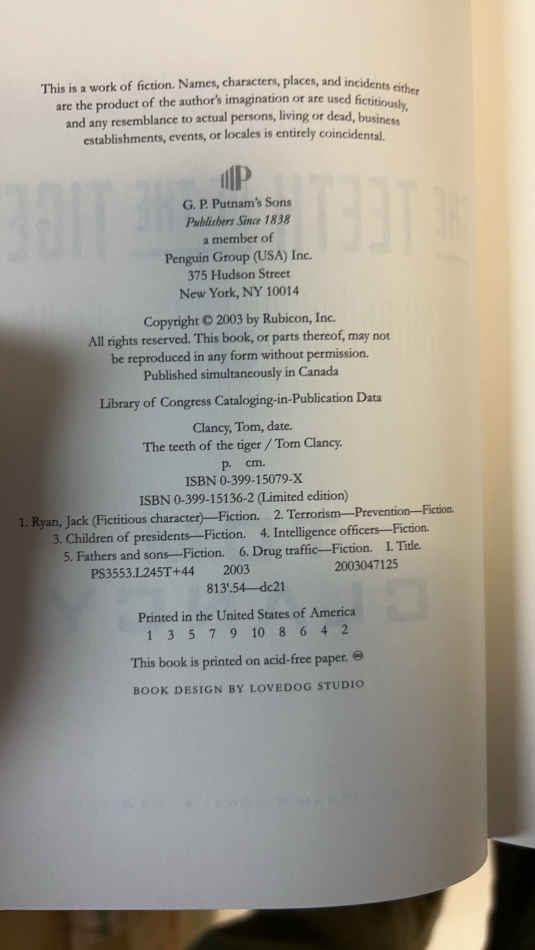 This is a work of fiction. Names, characters, places, and incidents either
are the product of the author's imagination or are used fictitiously,
and any resemblance to actual persons, living or dead, business
establishments, events, or locales is entirely coincidental.
G. P. Putnam's Sons
Publishers Since 1838
a member of
Penguin Group (USA) Inc.
375 Hudson Street
New York, NY 10014
Copyright © 2003 by Rubicon, Inc.
All rights reserved. This book, or parts thereof, may not
be reproduced in any form without permission.
Published simultaneously in Canada
Library of Congress Cataloging-in-Publication Data
Clancy, Tom, date.
The teeth of the tiger / Tom Clancy.
p. cm.
ISBN 0-399-15079-X
ISBN 0-399-15136-2 (Limited edition)
1. Ryan, Jack (Fictitious character)—Fiction. 2. Terrorism—Prevention—Fiction.
3. Children of presidents—Fiction. 4. Intelligence officers—Fiction.
5. Fathers and sons—Fiction. 6. Drug traffic—Fiction. I. Title.
PS3553.L245T+44 2003 2003047125
813'.54—dc21
Printed in the United States of America
1 3 5 7 9 10 8 6 4 2
This book is printed on acid-free paper. ♾
BOOK DESIGN BY LOVEDOG STUDIO